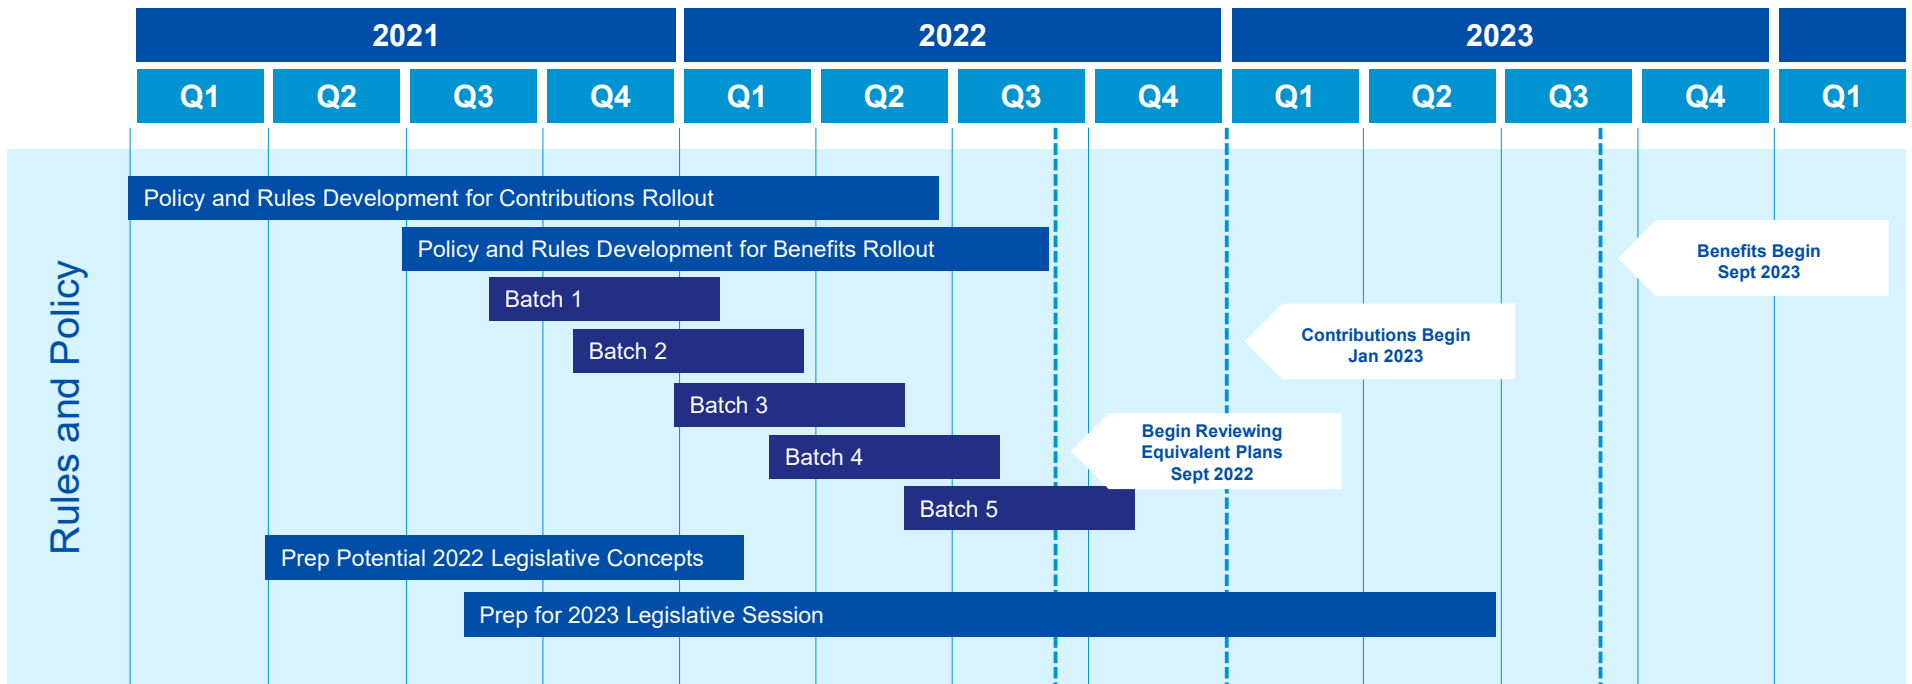 2021
2022
2023
Q1
Q2
Q3
Q4
Q1
Q2
Q3
Q4
Q1
Q2
Q3
Q4
Q1
Rules and Policy
Policy and Rules Development for Contributions Rollout
Policy and Rules Development for Benefits Rollout
Benefits Begin
Sept 2023
Batch 1
Contributions Begin
Jan 2023
Batch 2
Batch 3
Begin Reviewing
Equivalent Plans
Sept 2022
Batch 4
Batch 5
Prep Potential 2022 Legislative Concepts
Prep for 2023 Legislative Session